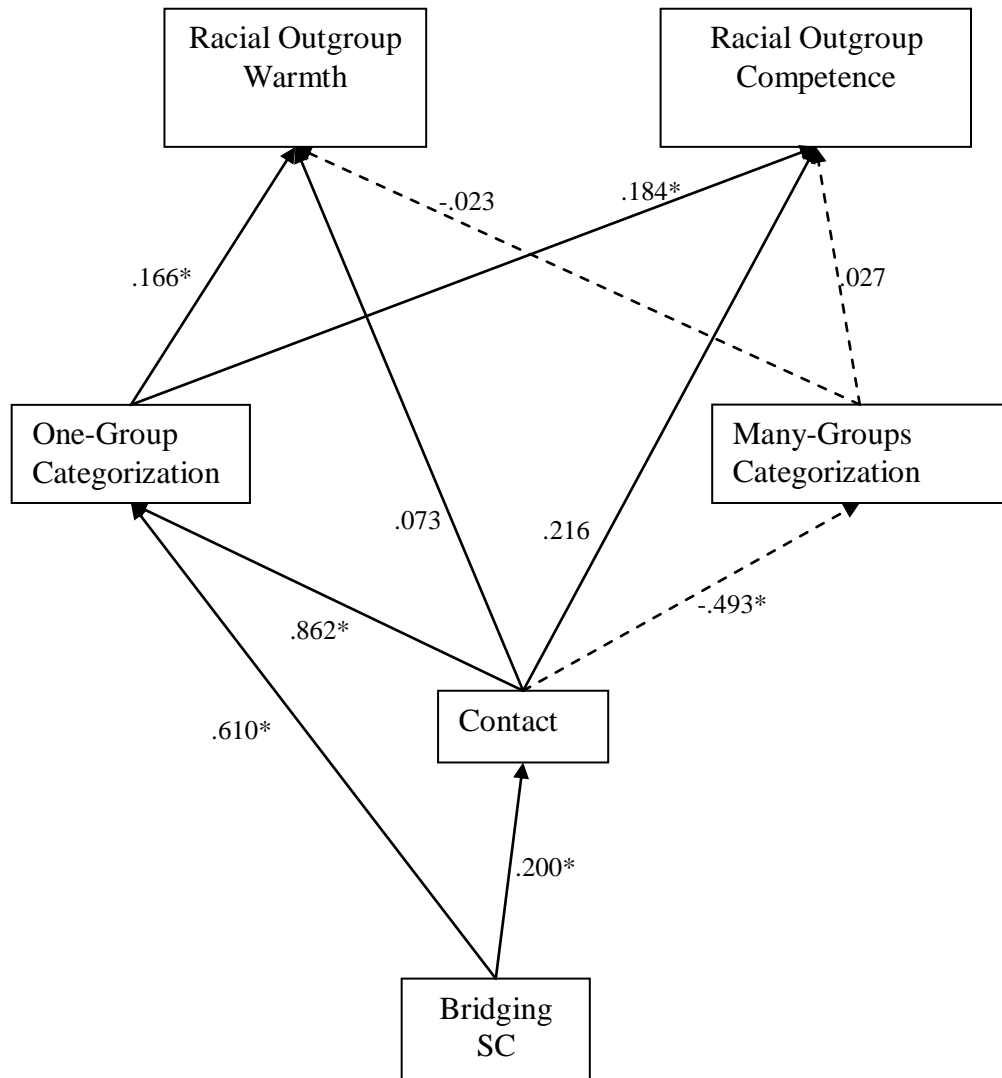 Racial Outgroup
Warmth
Racial Outgroup
Competence
-.023
.184*
.166*
.027
One-Group
Categorization
Many-Groups
Categorization
.073
.216
-.493*
.862*
.610*
Contact
.200*
Bridging
SC